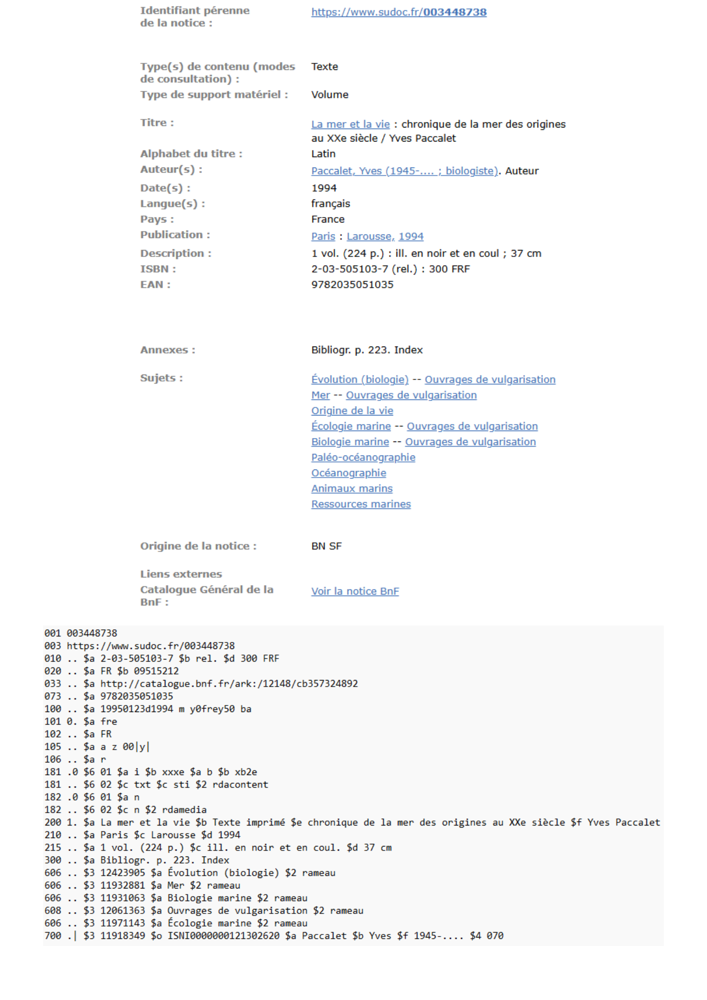 Identifiant pérenne
de la notice :
https://www.sudoc.fr/003448738
Type(s) de contenu (modes
de consultation) :
Texte
Type de support matériel :
Volume
Titre :
La mer et la vie : chronique de la mer des origines
au XXe siècle / Yves Paccalet
Alphabet du titre :
Latin
Auteur(s) :
Paccalet, Yves (1945-.... ; biologiste). Auteur
Date(s) :
1994
Langue(s) :
français
Pays :
France
Publication :
Paris : Larousse, 1994
Description :
1 vol. (224 p.) : ill. en noir et en coul ; 37 cm
ISBN :
2-03-505103-7 (rel.) : 300 FRF
EAN :
9782035051035
Annexes :
Bibliogr. p. 223. Index
Sujets :
Évolution (biologie) -- Ouvrages de vulgarisation
Mer -- Ouvrages de vulgarisation
Origine de la vie
Écologie marine -- Ouvrages de vulgarisation
Biologie marine -- Ouvrages de vulgarisation
Paléo-océanographie
Océanographie
Animaux marins
Ressources marines
Origine de la notice :
BN SF
Liens externes
Catalogue Général de la
BnF :
Voir la notice BnF
001 003448738
003 https://www.sudoc.fr/003448738
010 .. $a 2-03-505103-7 $b rel. $d 300 FRF
020 .. $a FR $b 09515212
033 .. $a http://catalogue.bnf.fr/ark:/12148/cb357324892
073 .. $a 9782035051035
100 .. $a 19950123d1994 m y0frey50 ba
101 0. $a fre
102 .. $a FR
105 .. $a a z 00|y|
106 .. $a r
181 .0 $6 01 $a i $b xxxe $a b $b xb2e
181 .. $6 02 $c txt $c sti $2 rdacontent
182 .0 $6 01 $a n
182 .. $6 02 $c n $2 rdamedia
200 1. $a La mer et la vie $b Texte imprimé $e chronique de la mer des origines au XXe siècle $f Yves Paccalet
210 .. $a Paris $c Larousse $d 1994
215 .. $a 1 vol. (224 p.) $c ill. en noir et en coul. $d 37 cm
300 .. $a Bibliogr. p. 223. Index
606 .. $3 12423905 $a Évolution (biologie) $2 rameau
606 .. $3 11932881 $a Mer $2 rameau
606 .. $3 11931063 $a Biologie marine $2 rameau
608 .. $3 12061363 $a Ouvrages de vulgarisation $2 rameau
606 .. $3 11971143 $a Écologie marine $2 rameau
700 .| $3 11918349 $o ISNI0000000121302620 $a Paccalet $b Yves $f 1945-.... $4 070